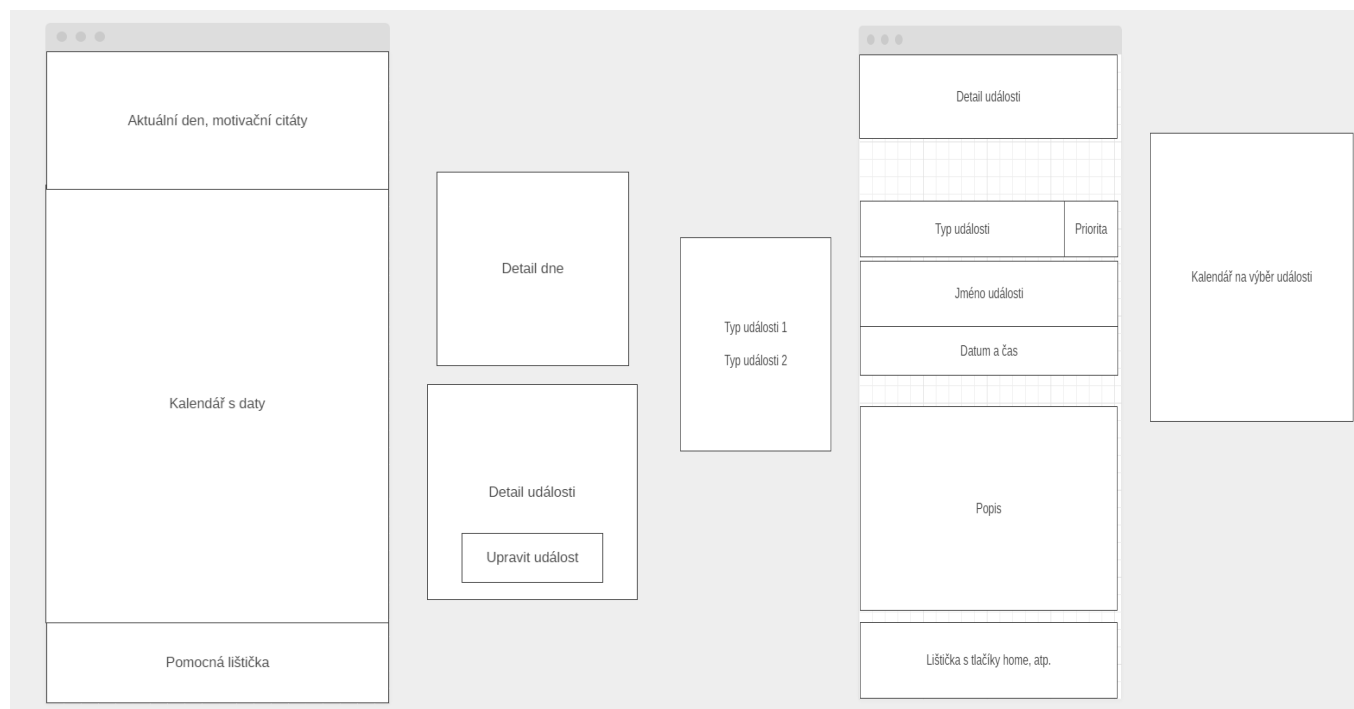 Aktuální den, motivační citáty
Kalendář s daty
Pomocná lištička
Detail dne
Detail události
Upravit událost
Typ události 1
Typ události 2
Detail události
Typ události
Priorita
Jméno události
Datum a čas
Popis
Lištička s tlačíky home, atp.
Kalendář na výběr události